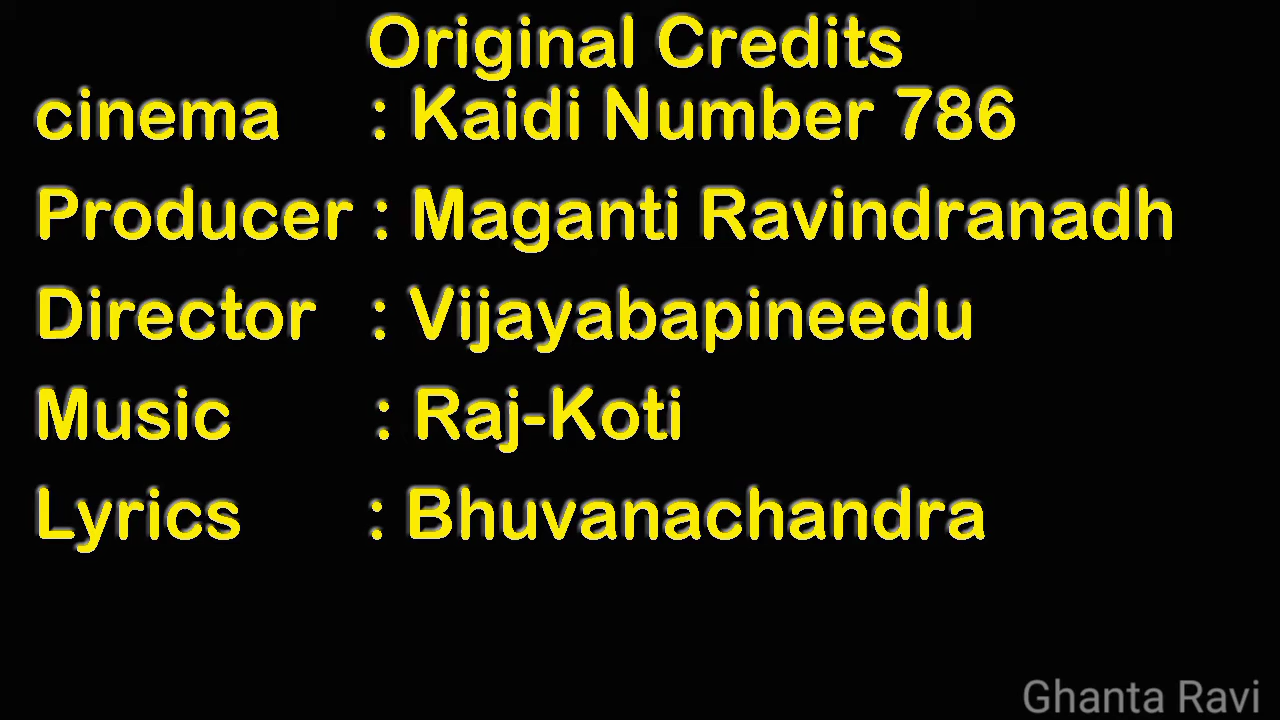 Original Credits
cinema : Kaidi Number 786
Producer : Maganti Ravindranadh
Director : Vijayabapineedu
Music : Raj-Koti
Lyrics : Bhuvanachandra
Ghanta Ravi